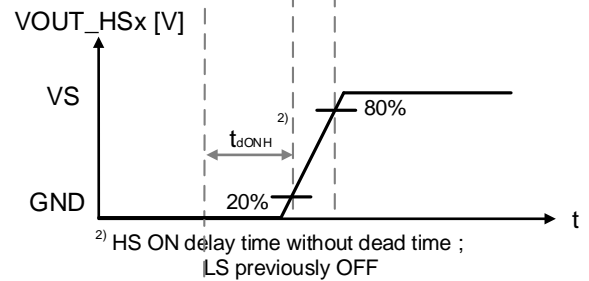 VOUT_HSx [V]
VS
80%
2)
tdONH
20%
GND
t
2) HS ON delay time without dead time ;
LS previously OFF